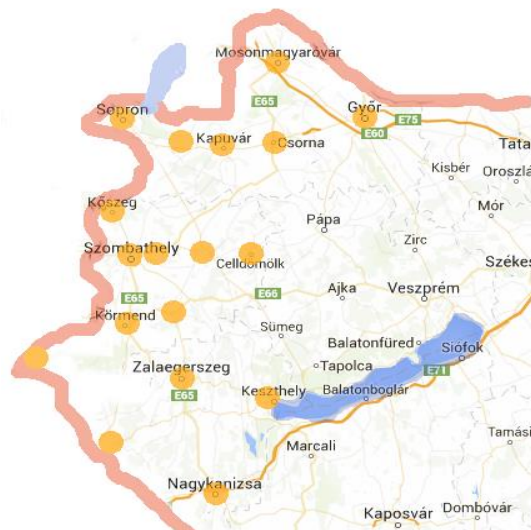 Mosonmagyaróvár
E65
Sopron
Győr
E75
E60
Kapuvár
Csorna
Tata
Kisbér
Oroszlá
Kőszeg
Mór
Pápa
Szombathely
Zirc
Celldömölk
Székes
E65
E66
Ajka
Veszprém
Körmend
Sümeg
Balatonfüred
Siófok
Zalaegerszeg
Tapolca
E71
E65
Keszthely
Balatonboglár
Marcali
Tamási
Nagykanizsa
Kaposvár
Dombóvár